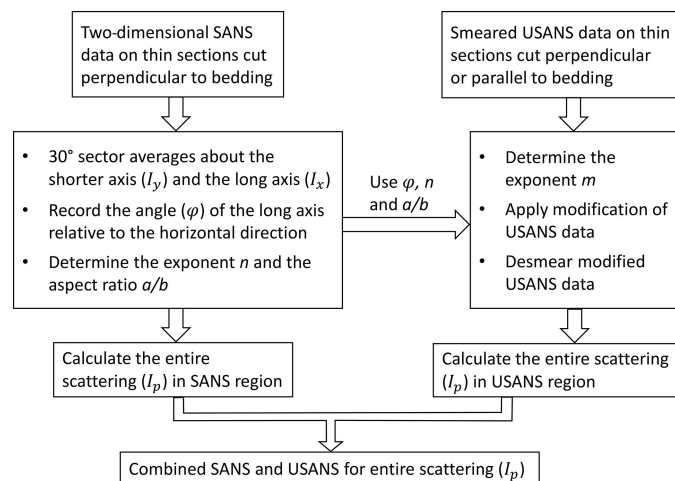 Two-dimensional SANS
data on thin sections cut
perpendicular to bedding
Smeared USANS data on thin
sections cut perpendicular
or parallel to bedding
• 30° sector averages about the
shorter axis (I_y) and the long axis (I_x)
• Record the angle (φ) of the long axis
relative to the horizontal direction
• Determine the exponent n and the
aspect ratio a/b
Use φ, n
and a/b
• Determine the
exponent m
• Apply modification of
USANS data
• Desmear modified
USANS data
Calculate the entire
scattering (I_p) in SANS region
Calculate the entire scattering
(I_p) in USANS region
Combined SANS and USANS for entire scattering (I_p)